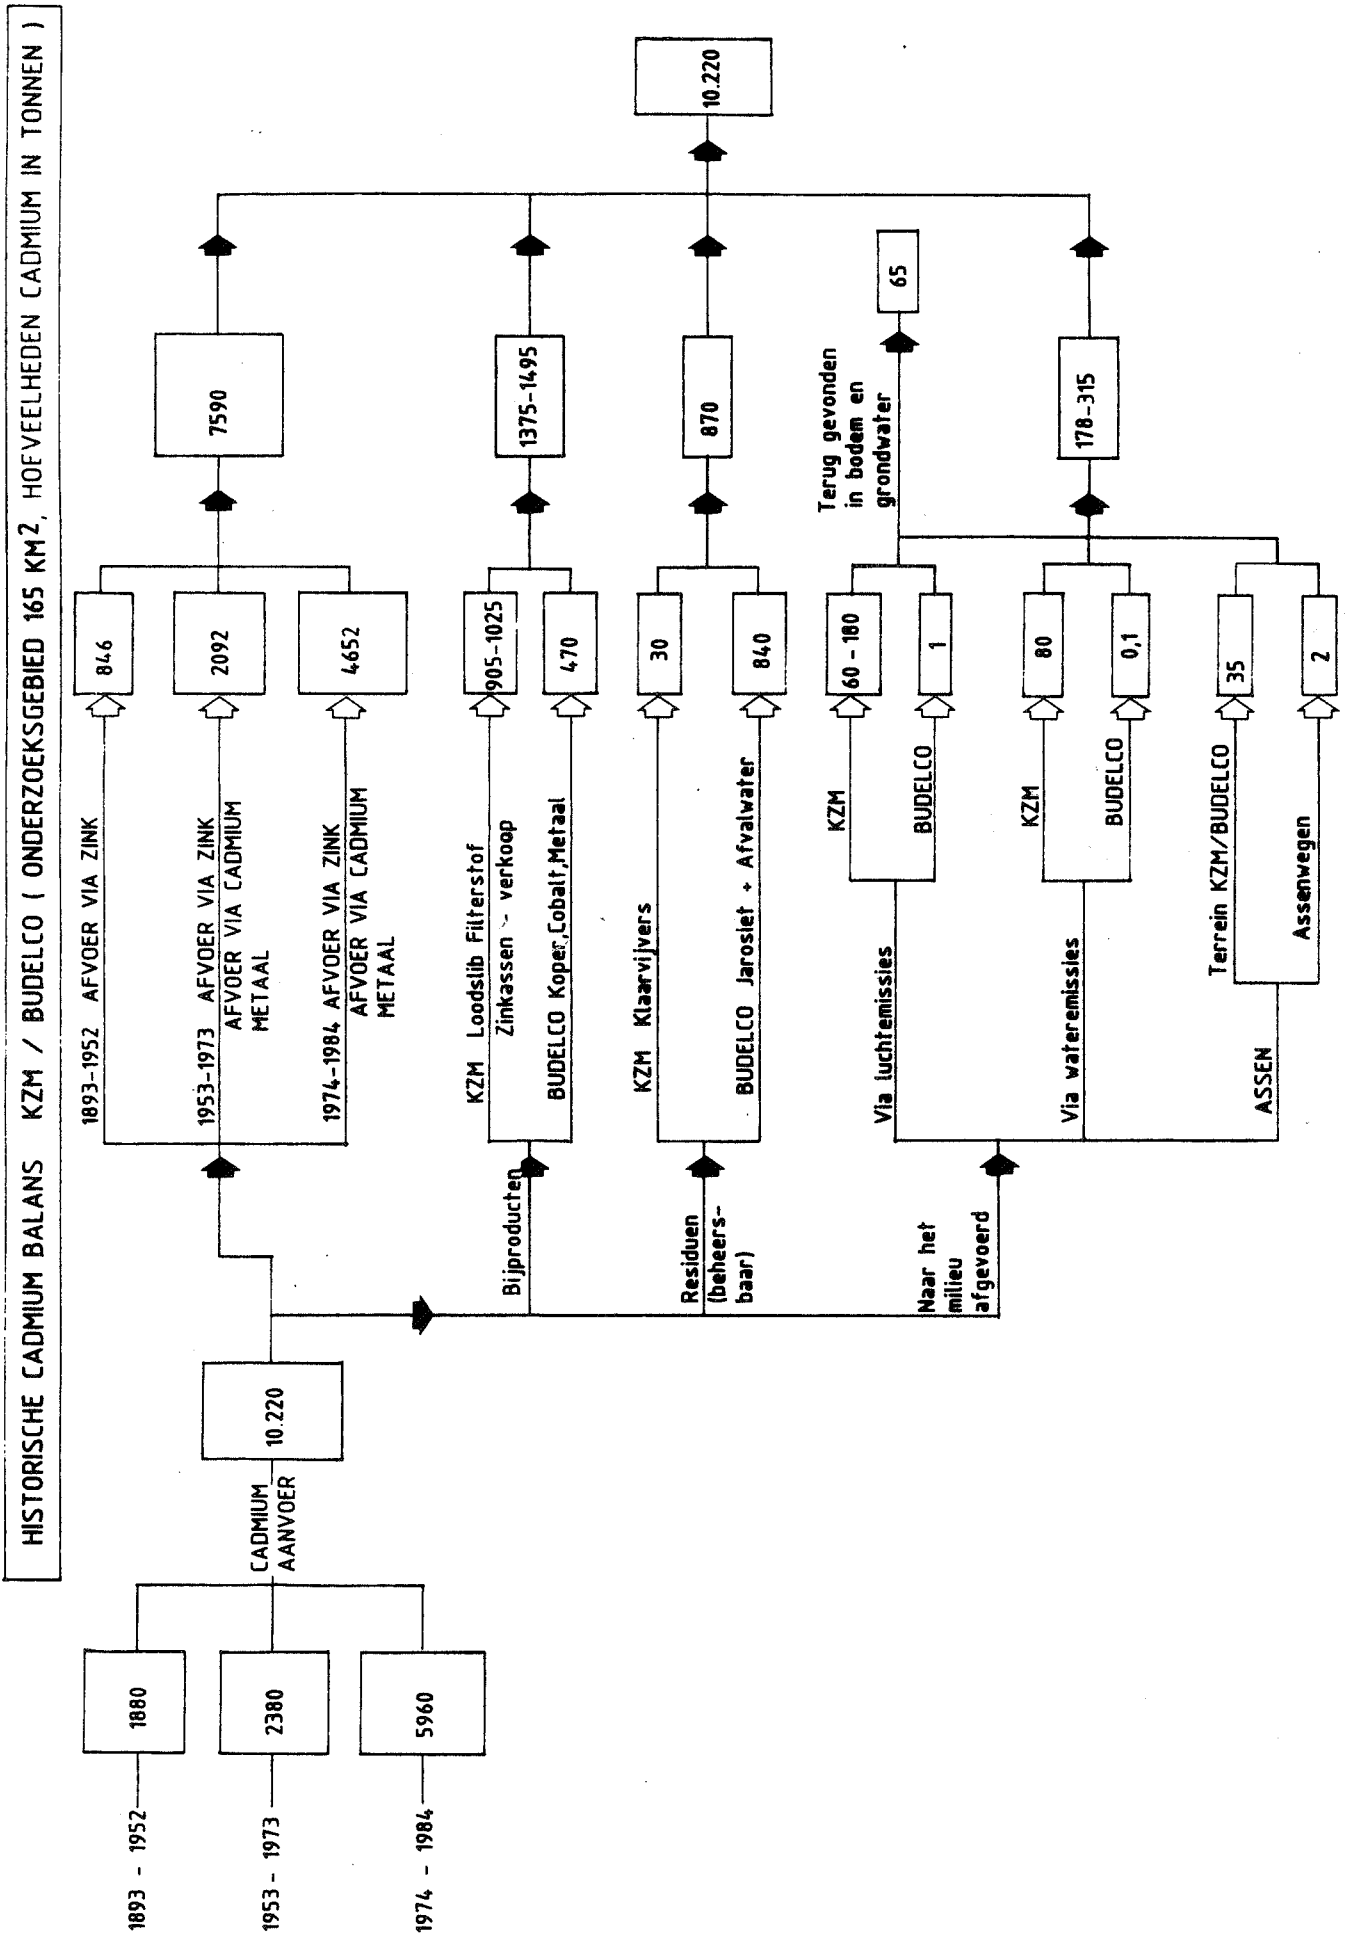 HISTORISCHE CADMIUM BALANS KZM / BUDELCO ( ONDERZOEKSGEBIED 165 KM², HOEVEELHEDEN CADMIUM IN TONNEN )
1893 - 1952
1880
1953 - 1973
2380
1974 - 1984
5960
CADMIUM
AANVOER
10.220
1893-1952 AFVOER VIA ZINK
846
1953-1973 AFVOER VIA ZINK
AFVOER VIA CADMIUM
METAAL
2092
1974-1984 AFVOER VIA ZINK
AFVOER VIA CADMIUM
METAAL
4652
7590
Bijproducten
KZM Loodslib Filterstof
Zinkassen - verkoop
905-1025
BUDELCO Koper,Cobalt,Metaal
470
1375-1495
Residuen
(beheers-
baar)
KZM Klaarvijvers
30
BUDELCO Jarosiet + Afvalwater
840
870
Naar het
milieu
afgevoerd
Via luchtemissies
KZM
60 - 180
BUDELCO
1
Terug gevonden
in bodem en
grondwater
65
Via wateremissies
KZM
80
BUDELCO
0,1
178-315
ASSEN
Terrein KZM/BUDELCO
35
Assenwegen
2
10.220